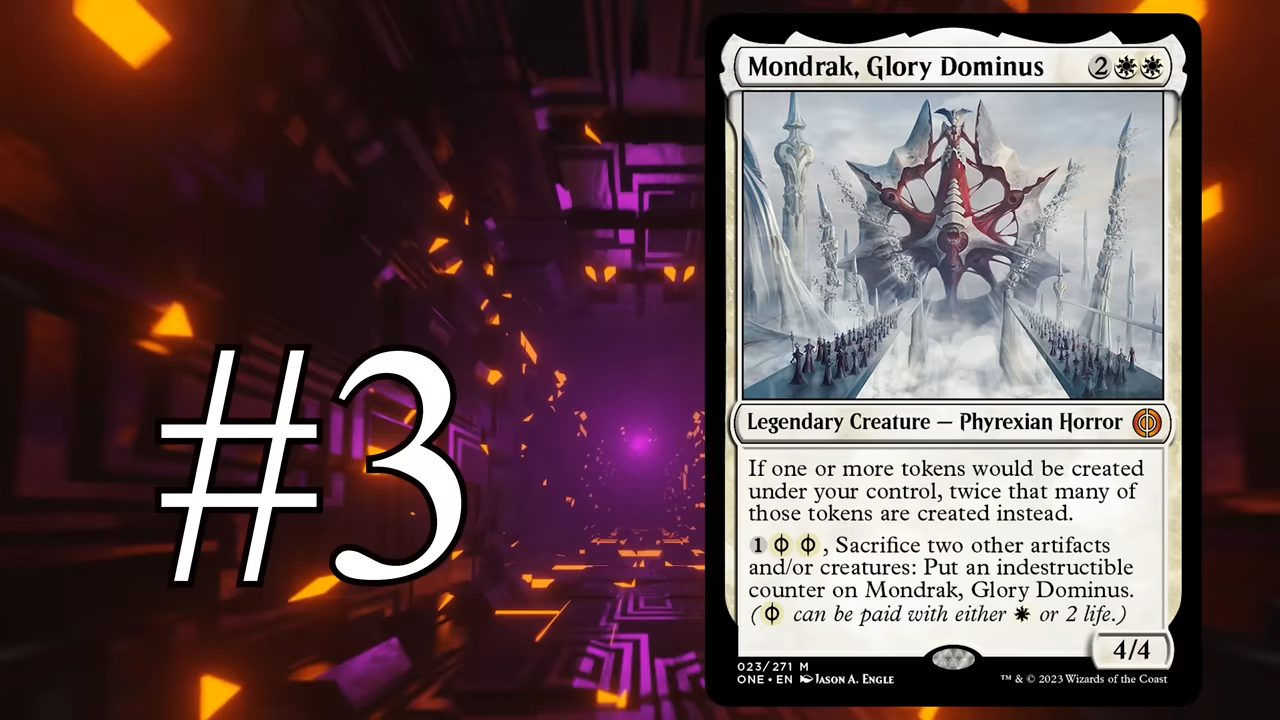 #3
Mondrak, Glory Dominus 2
Legendary Creature — Phyrexian Horror
If one or more tokens would be created
under your control, twice that many of
those tokens are created instead.
1 , Sacrifice two other artifacts
and/or creatures: Put an indestructible
counter on Mondrak, Glory Dominus.
( can be paid with either or 2 life.)
4/4
023/271 M
ONE • EN Jason A. Engle
™ & © 2023 Wizards of the Coast